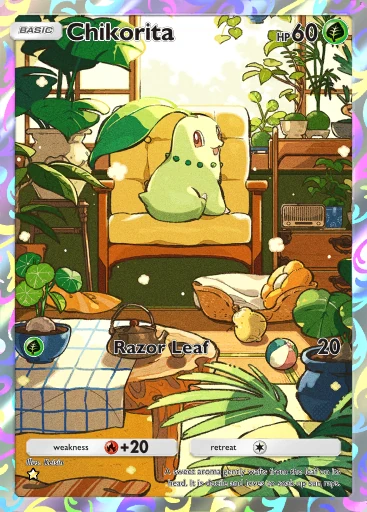 BASIC Chikorita HP 60
Razor Leaf 20
weakness +20 retreat
Illus.
A sweet aroma gently wafts from the leaf on its
head. It is docile and loves to soak up sun rays.